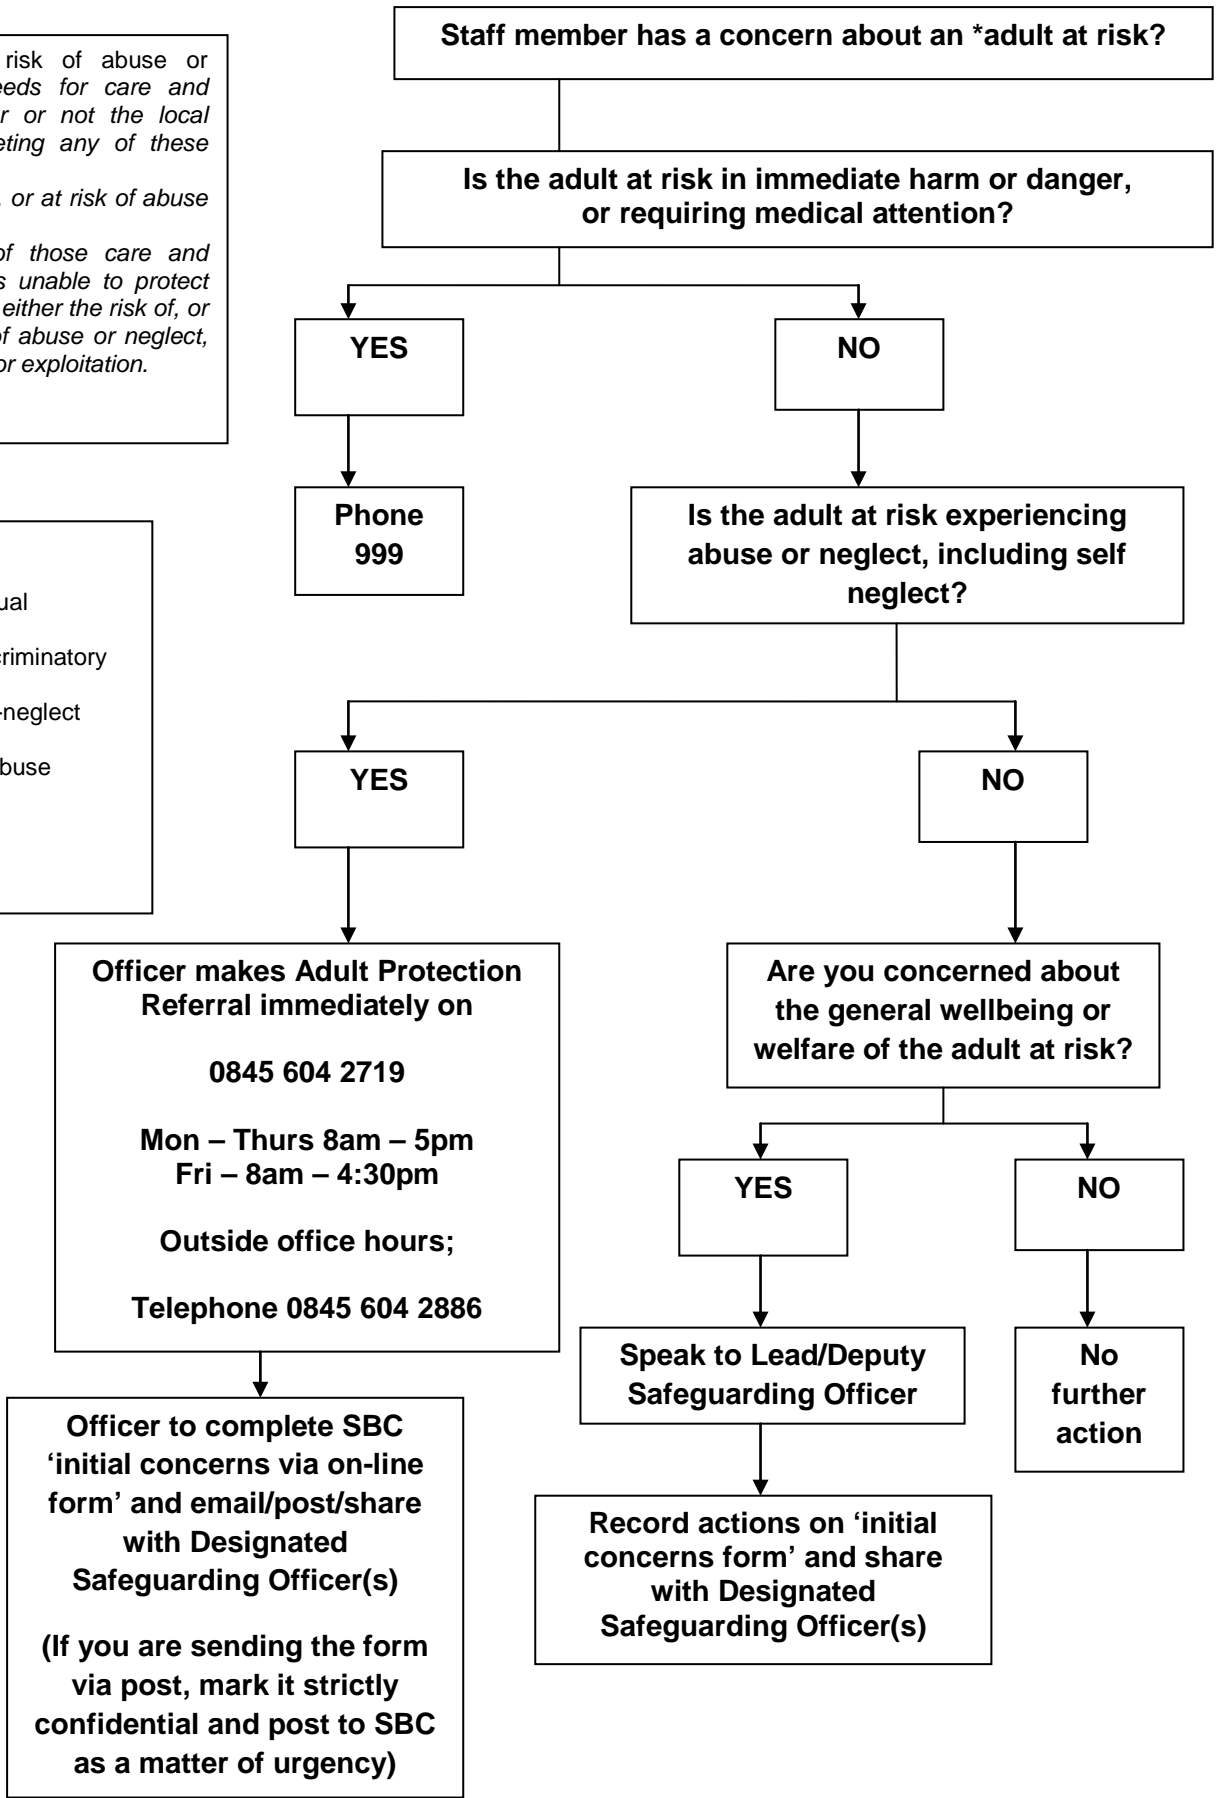 Staff member has a concern about an *adult at risk?
risk of abuse or
eeds for care and
er or not the local
eting any of these
, or at risk of abuse
of those care and
s unable to protect
either the risk of, or
of abuse or neglect,
or exploitation.
Is the adult at risk in immediate harm or danger,
or requiring medical attention?
YES
NO
Phone
999
Is the adult at risk experiencing
abuse or neglect, including self
neglect?
ual
criminatory
-neglect
buse
YES
NO
Officer makes Adult Protection
Referral immediately on
0845 604 2719
Mon – Thurs 8am – 5pm
Fri – 8am – 4:30pm
Outside office hours;
Telephone 0845 604 2886
Are you concerned about
the general wellbeing or
welfare of the adult at risk?
YES
NO
Speak to Lead/Deputy
Safeguarding Officer
No
further
action
Officer to complete SBC
‘initial concerns via on-line
form’ and email/post/share
with Designated
Safeguarding Officer(s)
(If you are sending the form
via post, mark it strictly
confidential and post to SBC
as a matter of urgency)
Record actions on ‘initial
concerns form’ and share
with Designated
Safeguarding Officer(s)